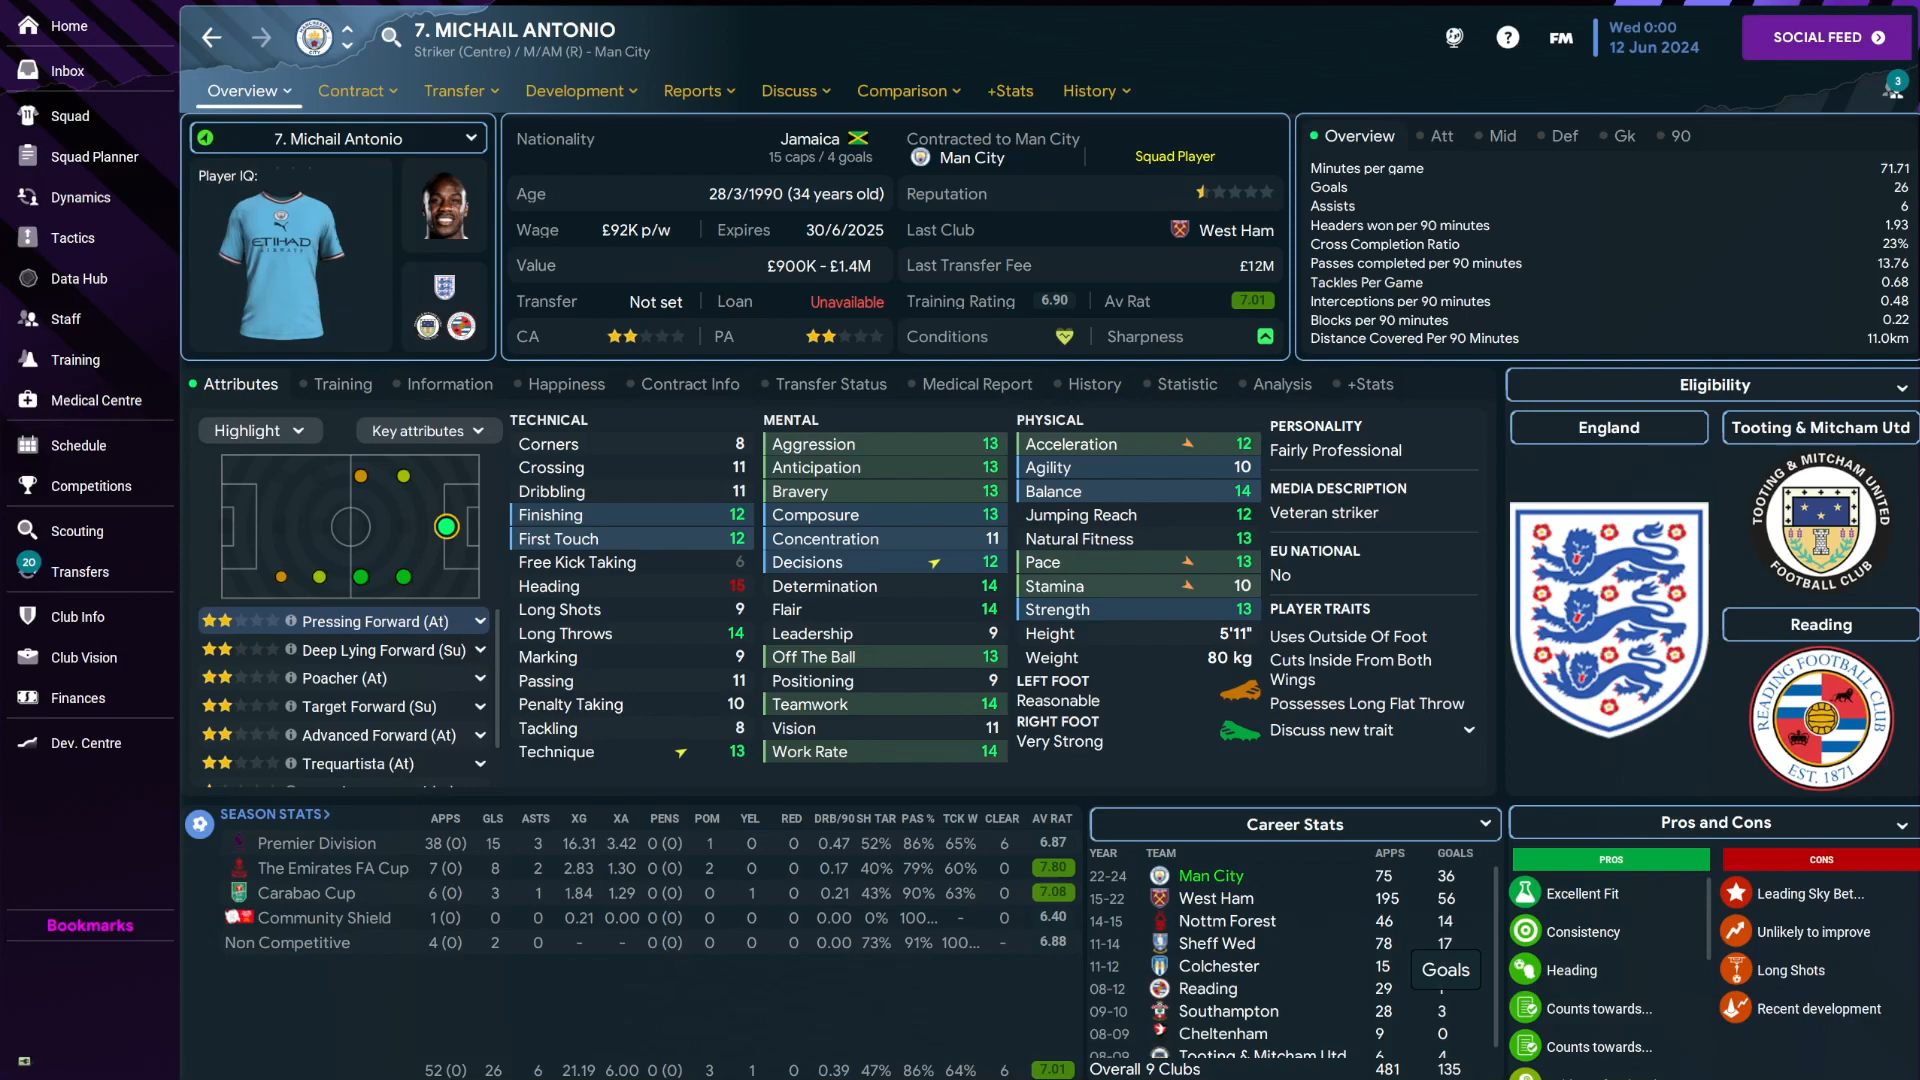 Home
Inbox
Squad
Squad Planner
Dynamics
Tactics
Data Hub
Staff
Training
Medical Centre
Schedule
Competitions
Scouting
20
Transfers
Club Info
Club Vision
Finances
Dev. Centre
Bookmarks
7. MICHAIL ANTONIO
Striker (Centre) / M/AM (R) - Man City
FM
Wed 0:00
12 Jun 2024
SOCIAL FEED
3
Overview Contract Transfer Development Reports Discuss Comparison +Stats History
7. Michail Antonio
Player IQ:
ETIHAD
AIRWAYS
Nationality Jamaica
15 caps / 4 goals
Age 28/3/1990 (34 years old)
Wage £92K p/w Expires 30/6/2025
Value £900K - £1.4M
Transfer Not set Loan Unavailable
CA PA
Contracted to Man City
Man City Squad Player
Reputation
Last Club West Ham
Last Transfer Fee £12M
Training Rating 6.90 Av Rat 7.01
Conditions Sharpness
Overview Att Mid Def Gk 90
Minutes per game 71.71
Goals 26
Assists 6
Headers won per 90 minutes 1.93
Cross Completion Ratio 23%
Passes completed per 90 minutes 13.76
Tackles Per Game 0.68
Interceptions per 90 minutes 0.48
Blocks per 90 minutes 0.22
Distance Covered Per 90 Minutes 11.0km
Attributes Training Information Happiness Contract Info Transfer Status Medical Report History Statistic Analysis +Stats
Highlight Key attributes
Pressing Forward (At)
Deep Lying Forward (Su)
Poacher (At)
Target Forward (Su)
Advanced Forward (At)
Trequartista (At)
TECHNICAL
Corners 8
Crossing 11
Dribbling 11
Finishing 12
First Touch 12
Free Kick Taking 6
Heading 15
Long Shots 9
Long Throws 14
Marking 9
Passing 11
Penalty Taking 10
Tackling 8
Technique 13
MENTAL
Aggression 13
Anticipation 13
Bravery 13
Composure 13
Concentration 11
Decisions 12
Determination 14
Flair 14
Leadership 9
Off The Ball 13
Positioning 9
Teamwork 14
Vision 11
Work Rate 14
PHYSICAL
Acceleration 12
Agility 10
Balance 14
Jumping Reach 12
Natural Fitness 13
Pace 13
Stamina 10
Strength 13
Height 5'11"
Weight 80 kg
LEFT FOOT
Reasonable
RIGHT FOOT
Very Strong
PERSONALITY
Fairly Professional
MEDIA DESCRIPTION
Veteran striker
EU NATIONAL
No
PLAYER TRAITS
Uses Outside Of Foot
Cuts Inside From Both
Wings
Possesses Long Flat Throw
Discuss new trait
Eligibility
England
Tooting & Mitcham Utd
TOOTING & MITCHAM UNITED
FOOTBALL CLUB
Reading
READING FOOTBALL CLUB
EST. 1871
SEASON STATS> APPS GLS ASTS XG XA PENS POM YEL RED DRB/90 SH TAR PAS % TCK W CLEAR AV RAT
Premier Division 38 (0) 15 3 16.31 3.42 0 (0) 1 0 0 0.47 52% 86% 65% 6 6.87
The Emirates FA Cup 7 (0) 8 2 2.83 1.30 0 (0) 2 0 0 0.17 40% 79% 60% 0 7.80
Carabao Cup 6 (0) 3 1 1.84 1.29 0 (0) 0 1 0 0.21 43% 90% 63% 0 7.08
Community Shield 1 (0) 0 0 0.21 0.00 0 (0) 0 0 0 0.00 0% 100... - 0 6.40
Non Competitive 4 (0) 2 0 - - 0 (0) 0 0 0 0.00 73% 91% 100... - 6.88
52 (0) 26 6 21.19 6.00 0 (0) 3 1 0 0.39 47% 86% 64% 6 7.01
Career Stats
YEAR TEAM APPS GOALS
22-24 Man City 75 36
15-22 West Ham 195 56
14-15 Nottm Forest 46 14
11-14 Sheff Wed 78 17
11-12 Colchester 15
Goals
08-12 Reading 29
09-10 Southampton 28 3
08-09 Cheltenham 9 0
08-09 Tooting & Mitcham Utd 6 4
Overall 9 Clubs 481 135
Pros and Cons
PROS CONS
Excellent Fit
Consistency
Heading
Counts towards...
Counts towards...
Leading Sky Bet...
Unlikely to improve
Long Shots
Recent development